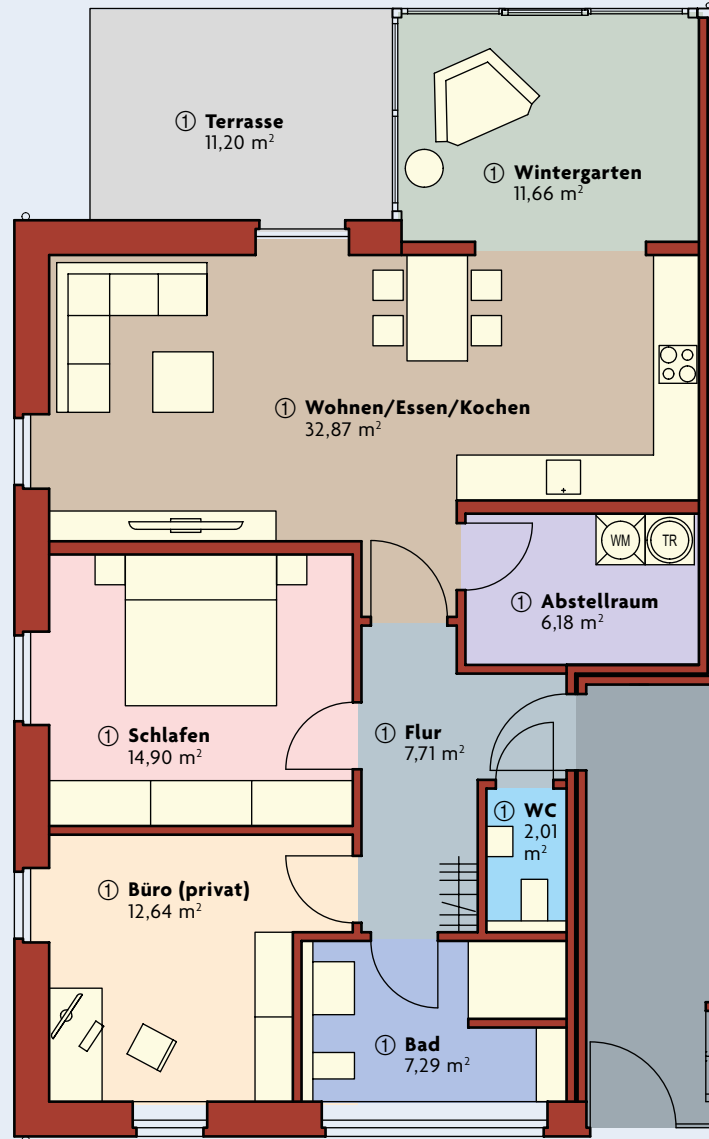 ① Terrasse
11,20 m²
① Wintergarten
11,66 m²
① Wohnen/Essen/Kochen
32,87 m²
WM TR
① Abstellraum
6,18 m²
① Schlafen
14,90 m²
① Flur
7,71 m²
① WC
2,01
m²
① Büro (privat)
12,64 m²
① Bad
7,29 m²